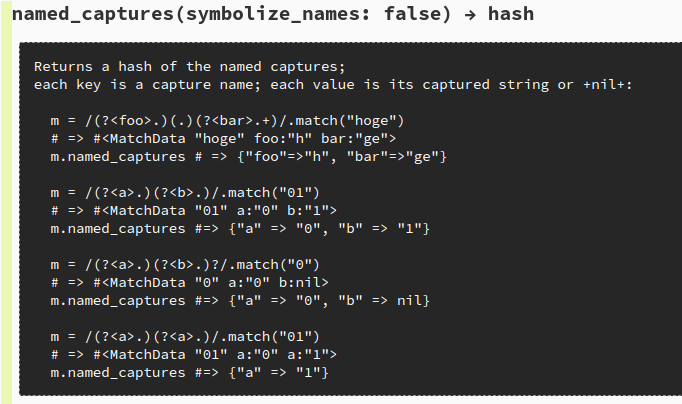 named_captures(symbolize_names: false) → hash
Returns a hash of the named captures;
each key is a capture name; each value is its captured string or +nil+:
m = /(?<foo>.)(.)(?<bar>.+)/.match("hoge")
# => #<MatchData "hoge" foo:"h" bar:"ge">
m.named_captures # => {"foo"=>"h", "bar"=>"ge"}
m = /(?<a>.)(?<b>.)/.match("01")
# => #<MatchData "01" a:"0" b:"1">
m.named_captures #=> {"a" => "0", "b" => "1"}
m = /(?<a>.)(?<b>.)?/.match("0")
# => #<MatchData "0" a:"0" b:nil>
m.named_captures #=> {"a" => "0", "b" => nil}
m = /(?<a>.)(?<a>.)/.match("01")
# => #<MatchData "01" a:"0" a:"1">
m.named_captures #=> {"a" => "1"}